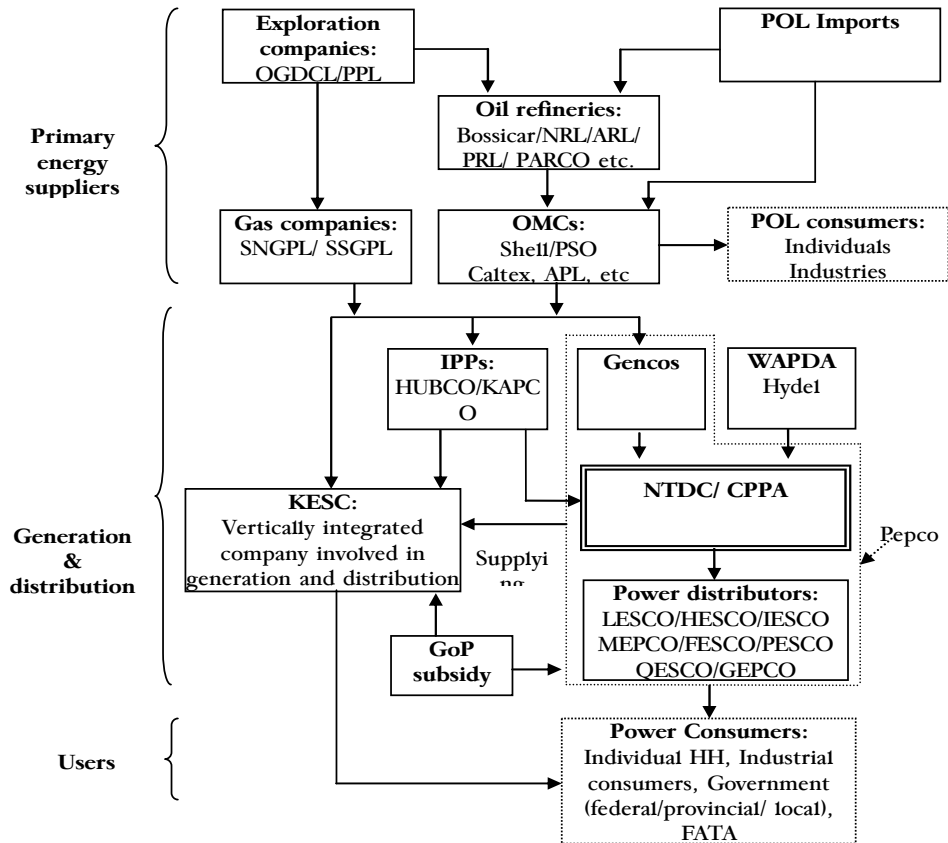 Exploration
companies:
OGDCL/PPL
POL Imports
Oil refineries:
Bossicar/NRL/ARL/
PRL/ PARCO etc.
Primary
energy
suppliers
Gas companies:
SNGPL/ SSGPL
OMCs:
Shell/PSO
Caltex, APL, etc
POL consumers:
Individuals
Industries
IPPs:
HUBCO/KAPC
O
Gencos
WAPDA
Hydel
KESC:
Vertically integrated
company involved in
generation and distribution
NTDC/ CPPA
Generation
&
distribution
Supplyi
ng
Pepco
Power distributors:
LESCO/HESCO/IESCO
MEPCO/FESCO/PESCO
QESCO/GEPCO
GoP
subsidy
Users
Power Consumers:
Individual HH, Industrial
consumers, Government
(federal/provincial/ local),
FATA